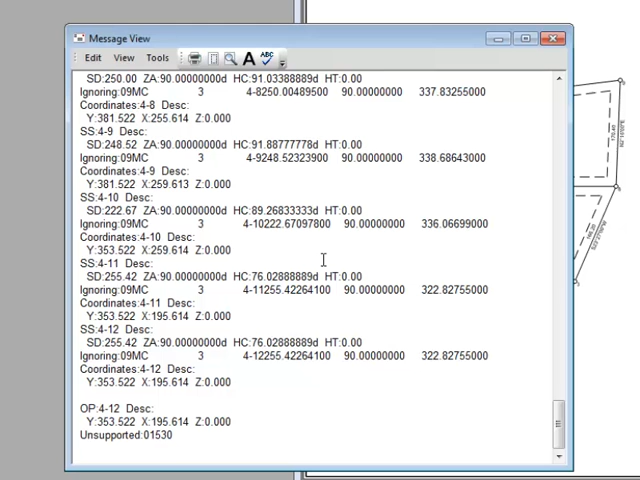 Message View
Edit View Tools A ABC
SD:250.00 ZA:90.00000000d HC:91.03388889d HT:0.00
Ignoring:09MC 3 4-8250.00489500 90.00000000 337.83255000
Coordinates:4-8 Desc:
Y:381.522 X:255.614 Z:0.000
SS:4-9 Desc:
SD:248.52 ZA:90.00000000d HC:91.88777778d HT:0.00
Ignoring:09MC 3 4-9248.52323900 90.00000000 338.68643000
Coordinates:4-9 Desc:
Y:381.522 X:259.613 Z:0.000
SS:4-10 Desc:
SD:222.67 ZA:90.00000000d HC:89.26833333d HT:0.00
Ignoring:09MC 3 4-10222.67097800 90.00000000 336.06699000
Coordinates:4-10 Desc:
Y:353.522 X:259.614 Z:0.000
SS:4-11 Desc:
SD:255.42 ZA:90.00000000d HC:76.02888889d HT:0.00
Ignoring:09MC 3 4-11255.42264100 90.00000000 322.82755000
Coordinates:4-11 Desc:
Y:353.522 X:195.614 Z:0.000
SS:4-12 Desc:
SD:255.42 ZA:90.00000000d HC:76.02888889d HT:0.00
Ignoring:09MC 3 4-12255.42264100 90.00000000 322.82755000
Coordinates:4-12 Desc:
Y:353.522 X:195.614 Z:0.000
OP:4-12 Desc:
Y:353.522 X:195.614 Z:0.000
Unsupported:01530